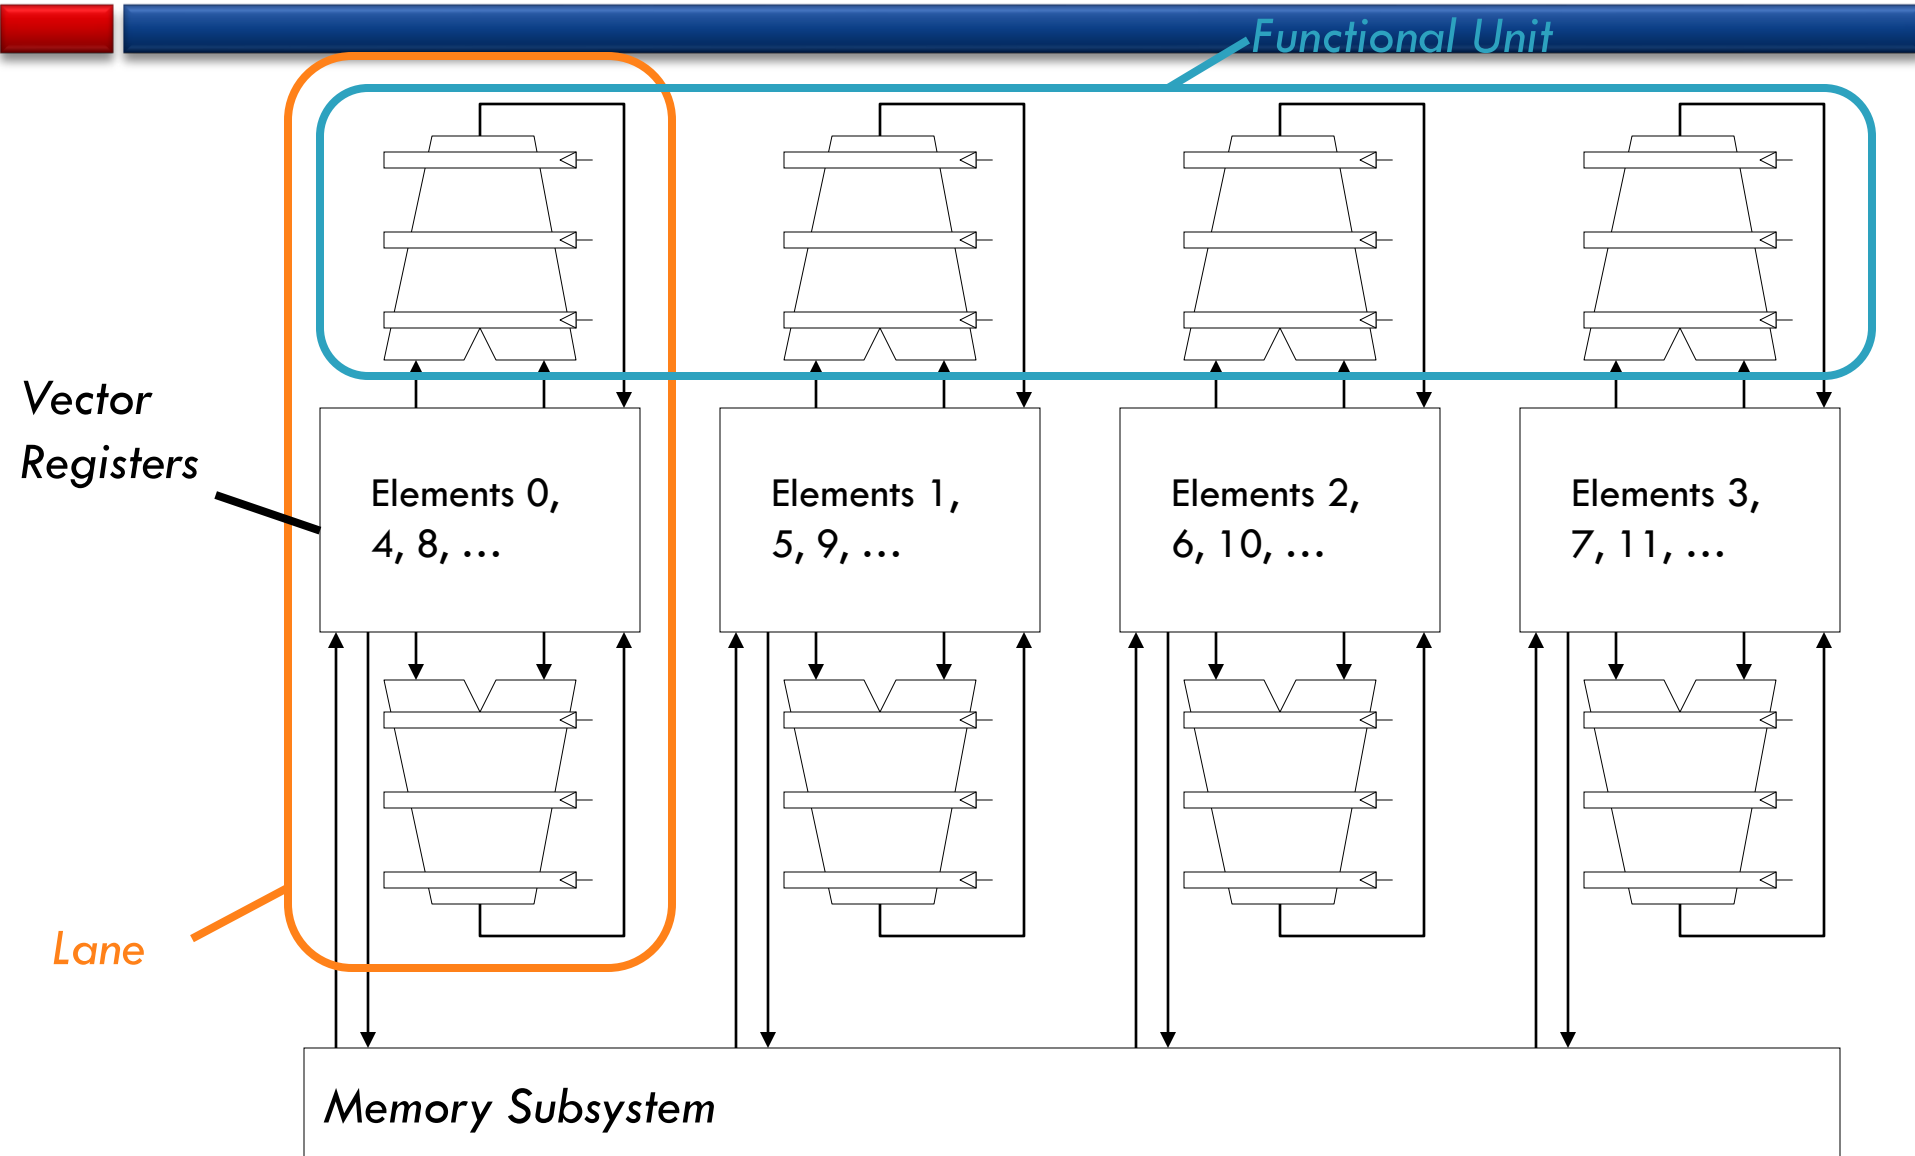 Functional Unit
Vector
Registers
Elements 0,
4, 8, …
Elements 1,
5, 9, …
Elements 2,
6, 10, …
Elements 3,
7, 11, …
Lane
Memory Subsystem